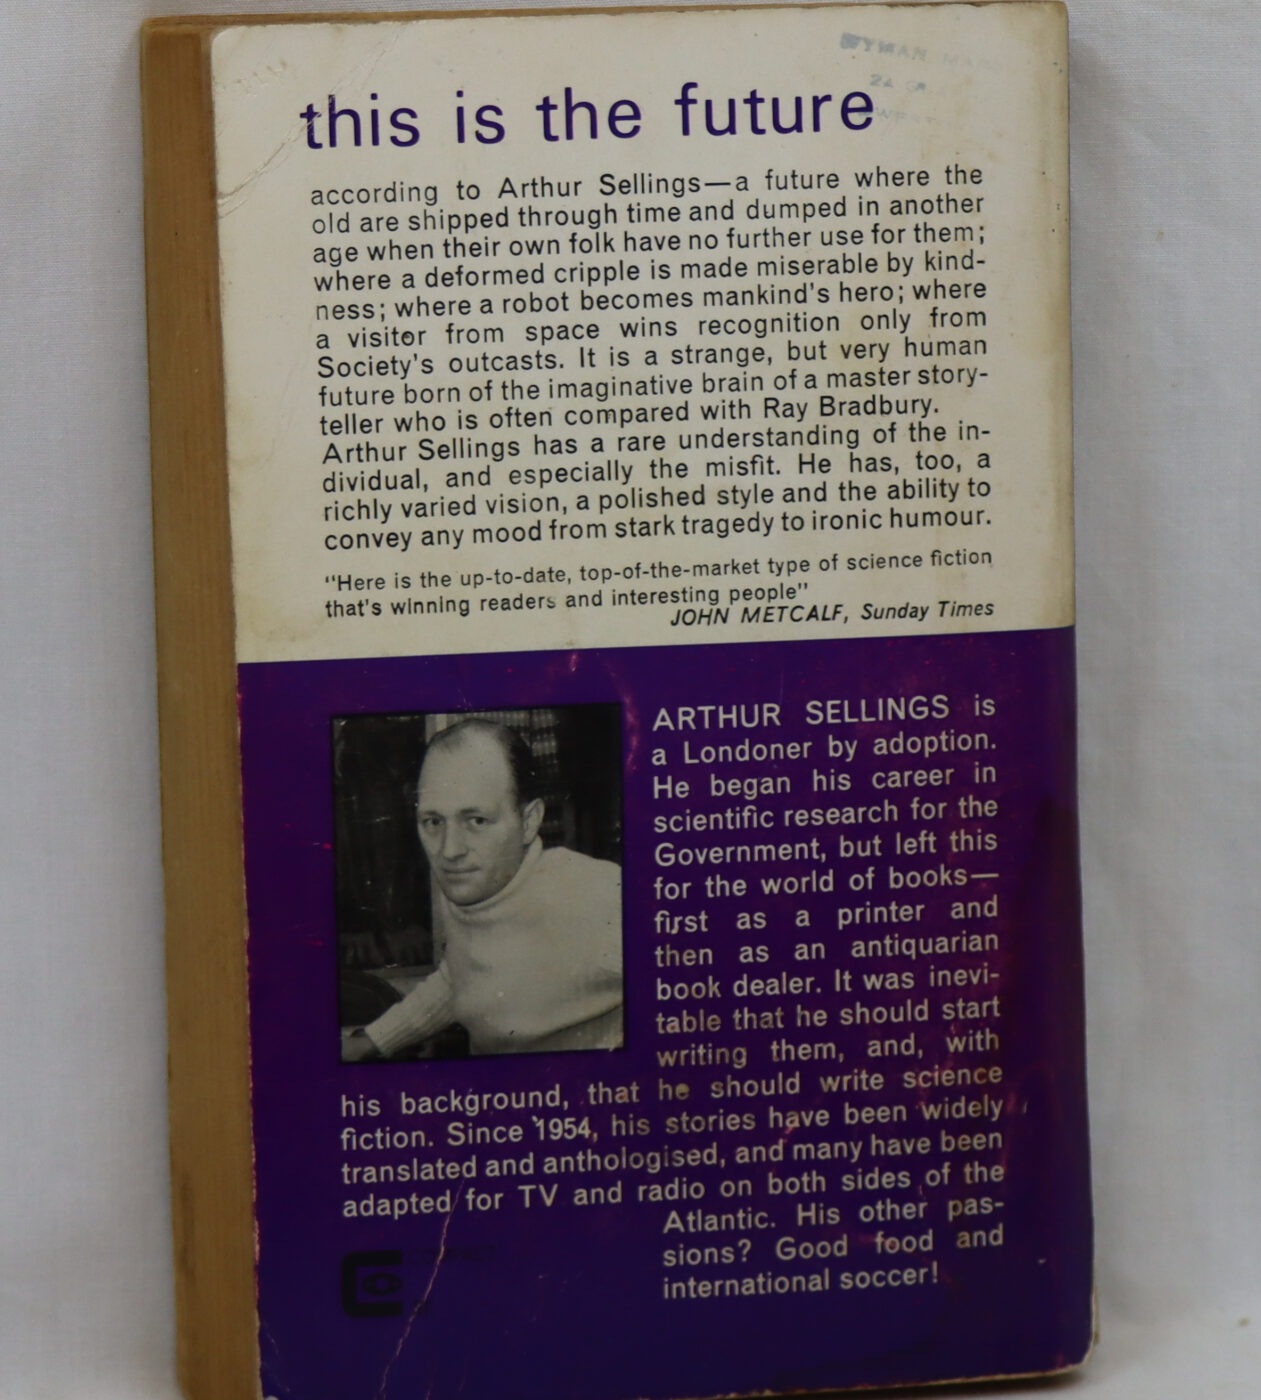 this is the future
according to Arthur Sellings—a future where the
old are shipped through time and dumped in another
age when their own folk have no further use for them;
where a deformed cripple is made miserable by kind-
ness; where a robot becomes mankind's hero; where
a visitor from space wins recognition only from
Society's outcasts. It is a strange, but very human
future born of the imaginative brain of a master story-
teller who is often compared with Ray Bradbury.
Arthur Sellings has a rare understanding of the in-
dividual, and especially the misfit. He has, too, a
richly varied vision, a polished style and the ability to
convey any mood from stark tragedy to ironic humour.
"Here is the up-to-date, top-of-the-market type of science fiction
that's winning readers and interesting people"
JOHN METCALF, Sunday Times
ARTHUR SELLINGS is
a Londoner by adoption.
He began his career in
scientific research for the
Government, but left this
for the world of books—
first as a printer and
then as an antiquarian
book dealer. It was inevi-
table that he should start
writing them, and, with
his background, that he should write science
fiction. Since 1954, his stories have been widely
translated and anthologised, and many have been
adapted for TV and radio on both sides of the
Atlantic. His other pas-
sions? Good food and
international soccer!